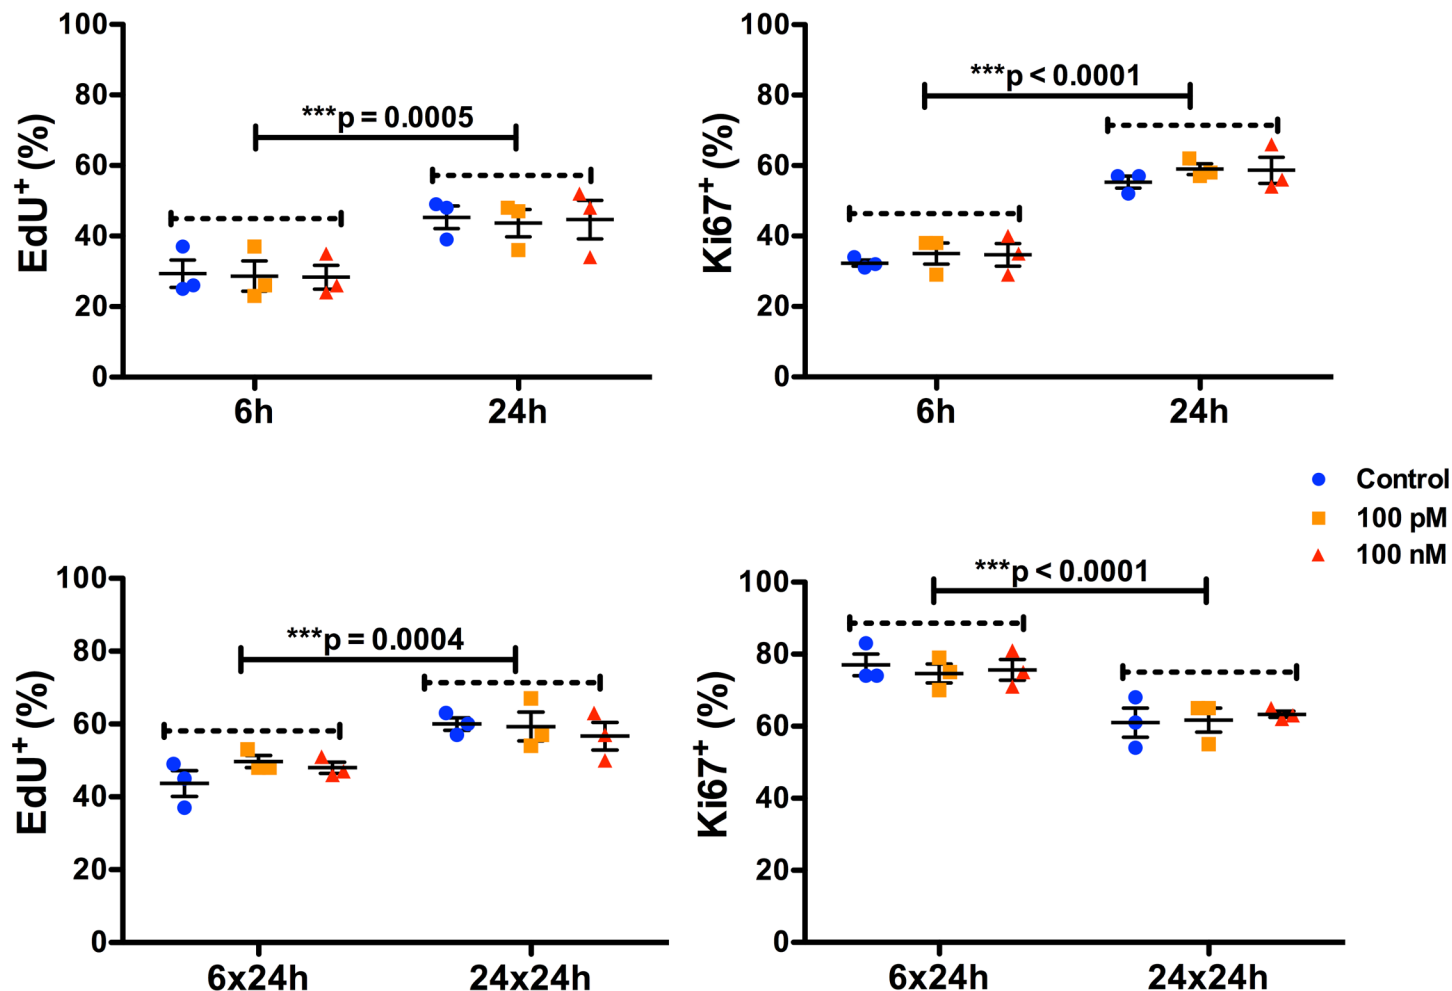 100
80
60
40
20
0
EdU+ (%)
***p = 0.0005
6h
24h
100
80
60
40
20
0
Ki67+ (%)
***p < 0.0001
6h
24h
Control
100 pM
100 nM
100
80
60
40
20
0
EdU+ (%)
***p = 0.0004
6x24h
24x24h
100
80
60
40
20
0
Ki67+ (%)
***p < 0.0001
6x24h
24x24h